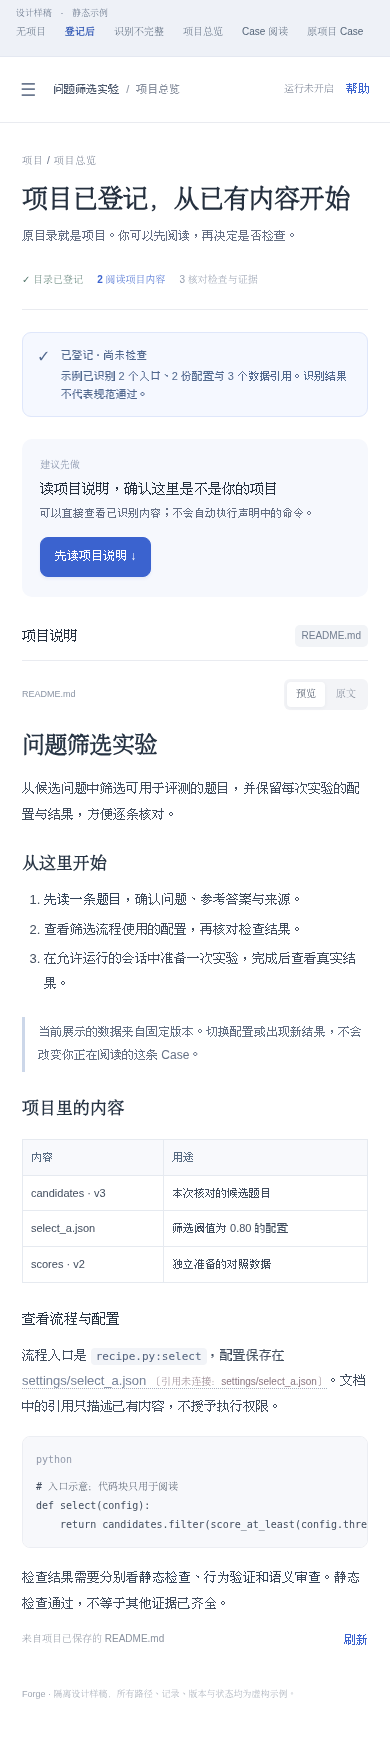 设计样稿 · 静态示例
无项目 登记后 识别不完整 项目总览 Case 阅读 原项目 Case
☰ 问题筛选实验 / 项目总览 运行未开启 帮助
项目 / 项目总览
项目已登记，从已有内容开始
原目录就是项目。你可以先阅读，再决定是否检查。
✓ 目录已登记 2 阅读项目内容 3 核对检查与证据
✓ 已登记 · 尚未检查
示例已识别 2 个入口、2 份配置与 3 个数据引用。识别结果
不代表规范通过。
建议先做
读项目说明，确认这里是不是你的项目
可以直接查看已识别内容；不会自动执行声明中的命令。
先读项目说明 ↓
项目说明 README.md
README.md 预览 原文
问题筛选实验
从候选问题中筛选可用于评测的题目，并保留每次实验的配
置与结果，方便逐条核对。
从这里开始
1. 先读一条题目，确认问题、参考答案与来源。
2. 查看筛选流程使用的配置，再核对检查结果。
3. 在允许运行的会话中准备一次实验，完成后查看真实结
果。
当前展示的数据来自固定版本。切换配置或出现新结果，不会
改变你正在阅读的这条 Case。
项目里的内容
内容 用途
candidates · v3 本次核对的候选题目
select_a.json 筛选阈值为 0.80 的配置
scores · v2 独立准备的对照数据
查看流程与配置
流程入口是 recipe.py:select，配置保存在
settings/select_a.json〔引用未连接：settings/select_a.json〕。文档
中的引用只描述已有内容，不授予执行权限。
python
# 入口示意；代码块只用于阅读
def select(config):
    return candidates.filter(score_at_least(config.thre
检查结果需要分别看静态检查、行为验证和语义审查。静态
检查通过，不等于其他证据已齐全。
来自项目已保存的 README.md 刷新
Forge · 隔离设计样稿。所有路径、记录、版本与状态均为虚构示例。